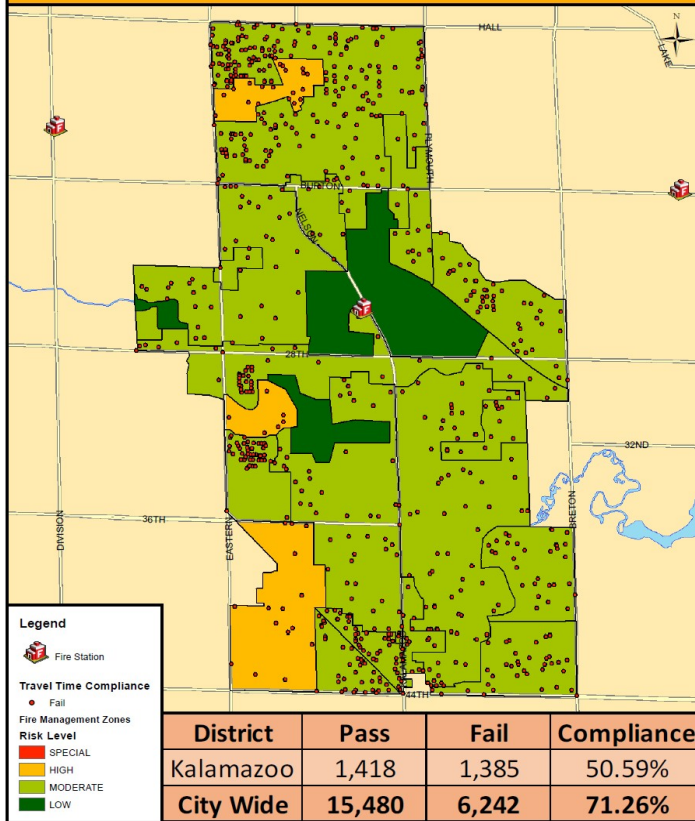 N
HALL
LAKE
PLYMOUTH
BURTON
NELSON
28TH
32ND
36TH
DIVISION
EASTERN
BRETON
44TH
Legend
Fire Station
Travel Time Compliance
Fail
Fire Management Zones
Risk Level
SPECIAL
HIGH
MODERATE
LOW
District Pass Fail Compliance
Kalamazoo 1,418 1,385 50.59%
City Wide 15,480 6,242 71.26%